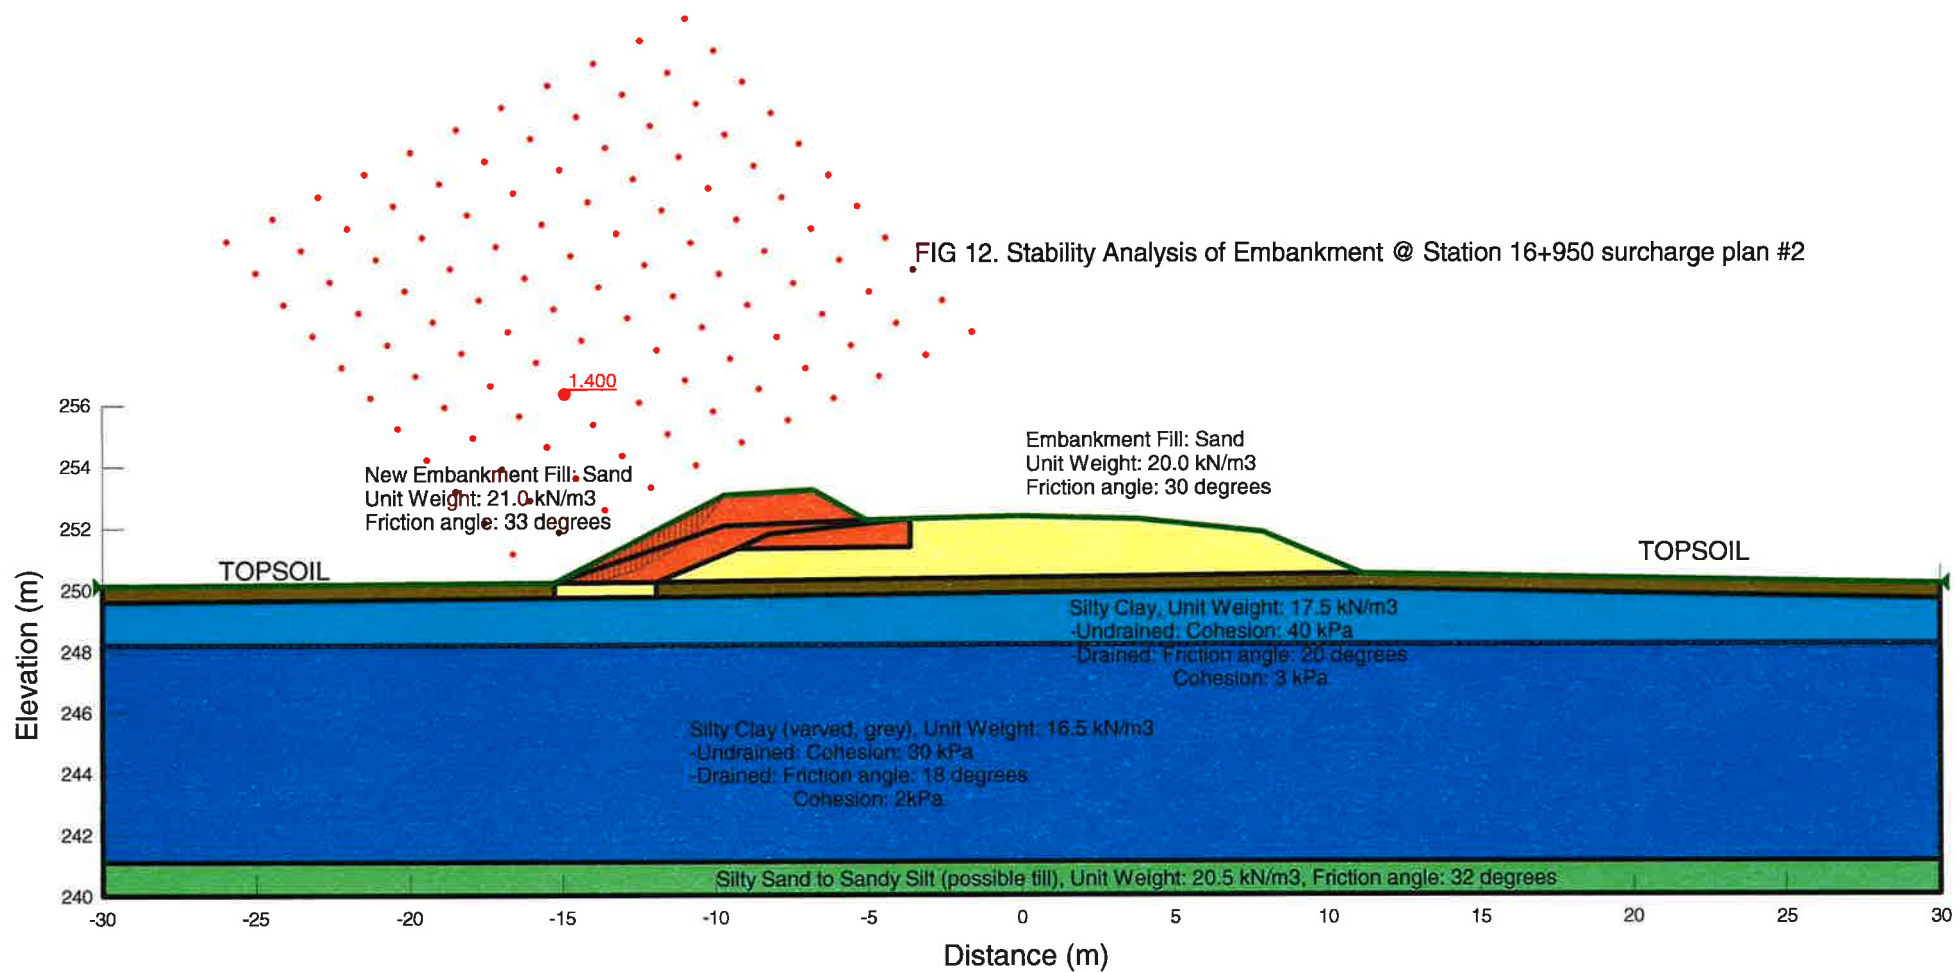 FIG 12. Stability Analysis of Embankment @ Station 16+950 surcharge plan #2
1.400
256
254
252
250
248
246
244
242
240
Elevation (m)
New Embankment Fill: Sand
Unit Weight: 21.0 kN/m3
Friction angle: 33 degrees
Embankment Fill: Sand
Unit Weight: 20.0 kN/m3
Friction angle: 30 degrees
TOPSOIL
TOPSOIL
Silty Clay, Unit Weight: 17.5 kN/m3
-Undrained: Cohesion: 40 kPa
-Drained: Friction angle: 20 degrees
Cohesion: 3 kPa
Silty Clay (varved, grey), Unit Weight: 16.5 kN/m3
-Undrained: Cohesion: 30 kPa
-Drained: Friction angle: 18 degrees
Cohesion: 2kPa
Silty Sand to Sandy Silt (possible till), Unit Weight: 20.5 kN/m3, Friction angle: 32 degrees
-30 -25 -20 -15 -10 -5 0 5 10 15 20 25 30
Distance (m)